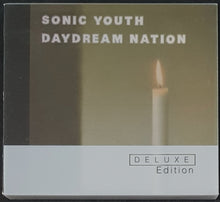 SONIC YOUTH
DAYDREAM NATION
DELUXE
Edition